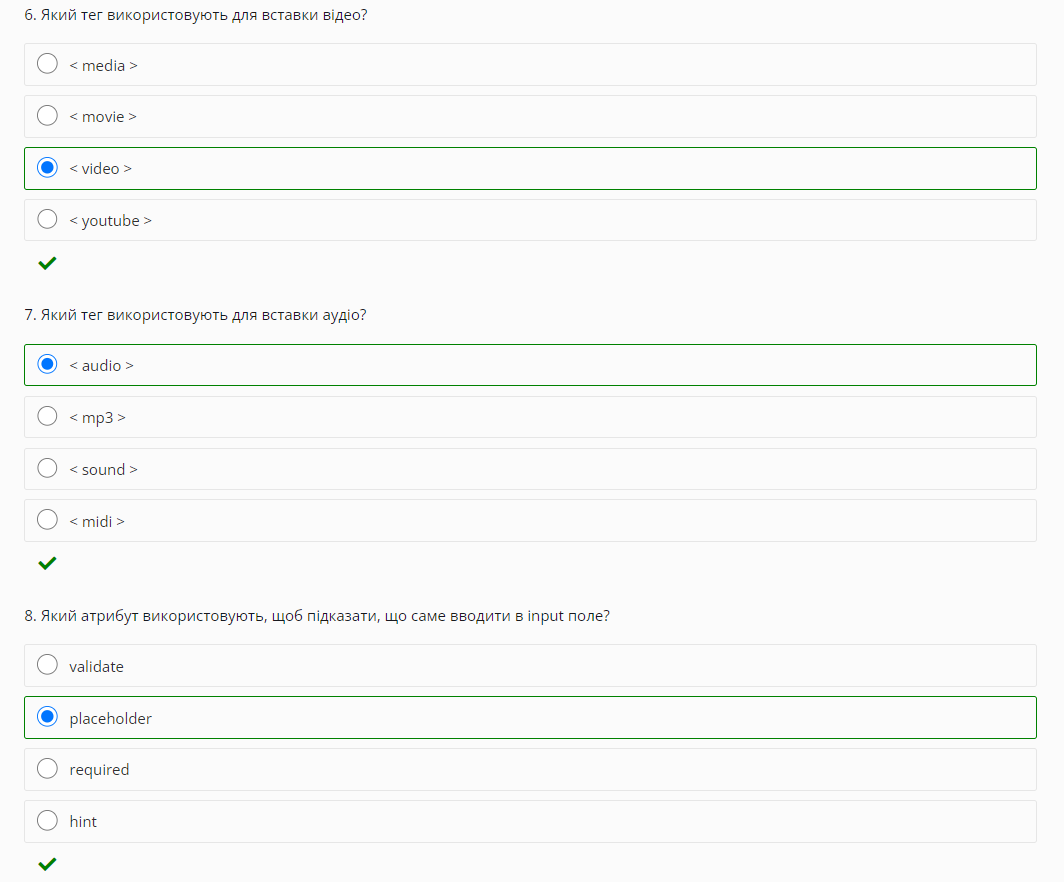 6. Який тег використовують для вставки відео?
< media >
< movie >
< video >
< youtube >
7. Який тег використовують для вставки аудіо?
< audio >
< mp3 >
< sound >
< midi >
8. Який атрибут використовують, щоб підказати, що саме вводити в input поле?
validate
placeholder
required
hint